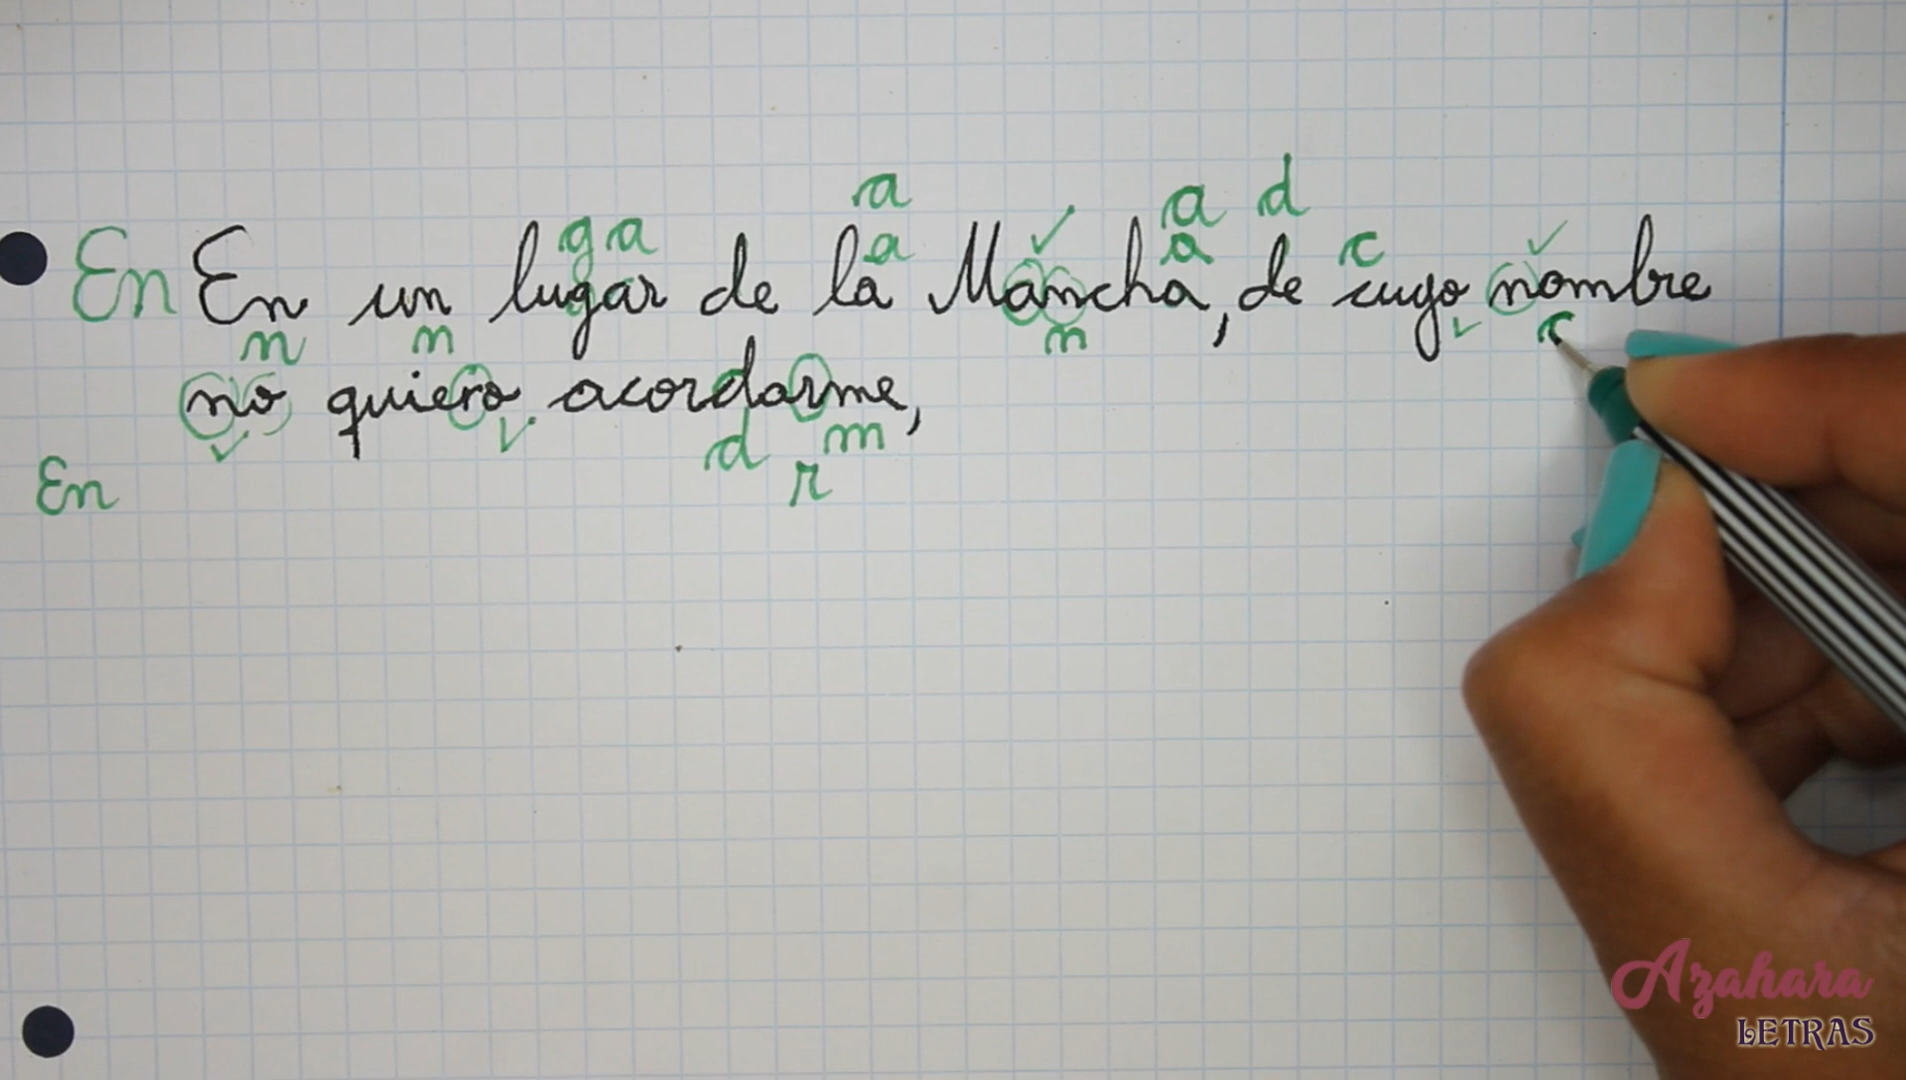 a a d
g a a a c
En En un lugar de la Mancha, de cuyo nombre
n n m r
no quiero acordarme,
d m
r
En
Azahara
LETRAS